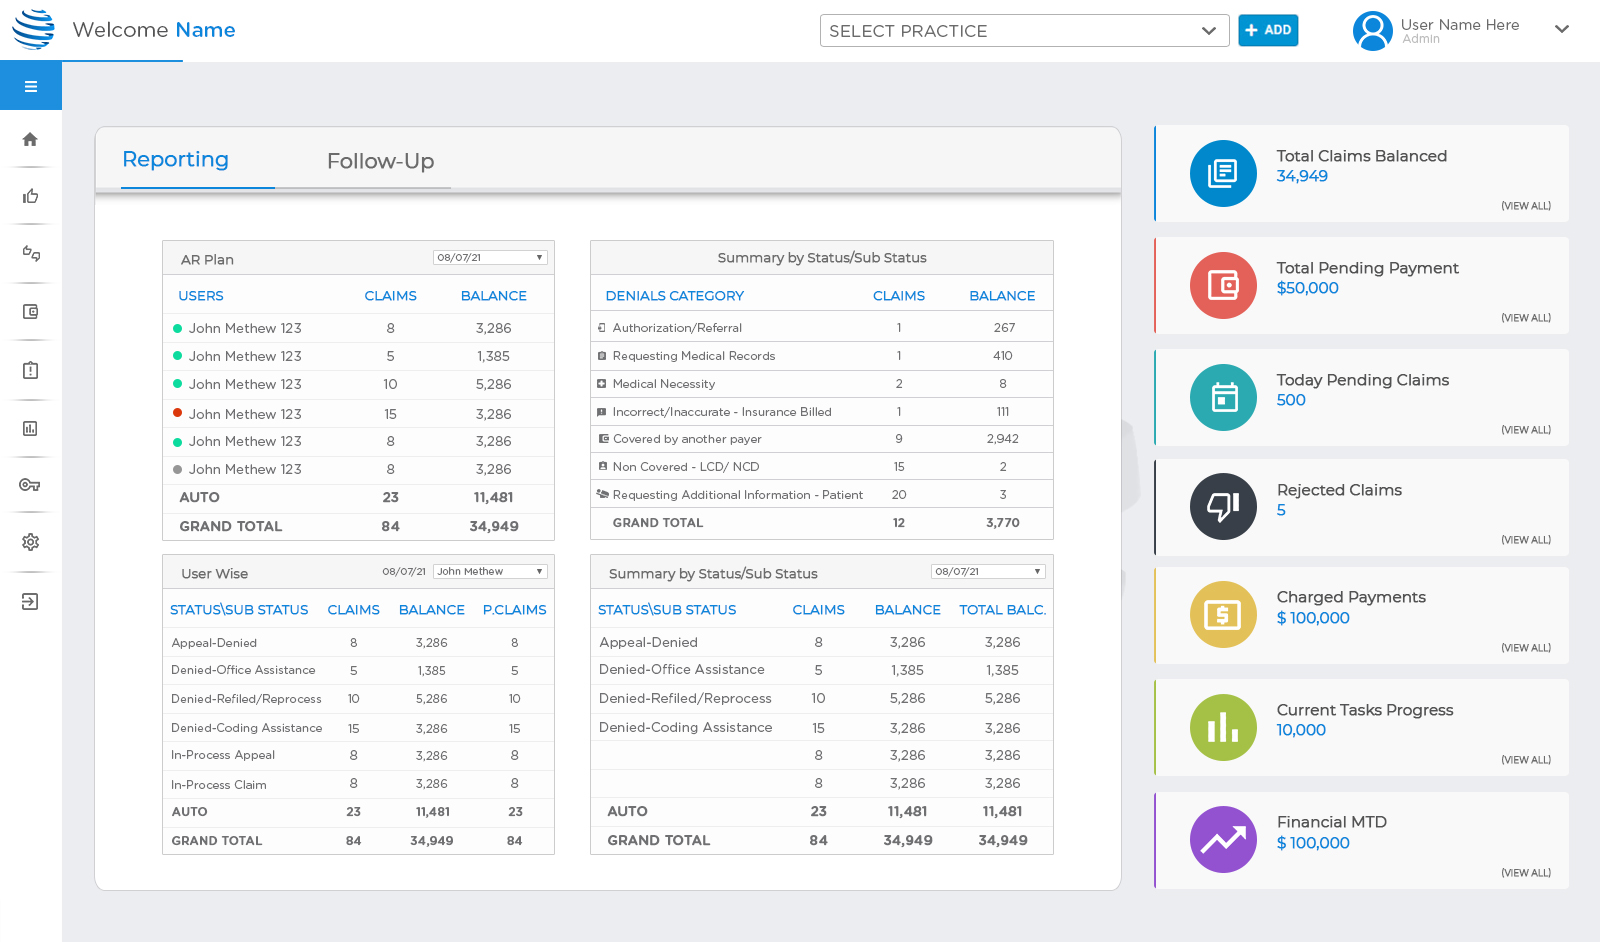 Welcome Name
SELECT PRACTICE
+ ADD
User Name Here
Admin
Reporting
Follow-Up
AR Plan 08/07/21
USERS CLAIMS BALANCE
John Methew 123 8 3,286
John Methew 123 5 1,385
John Methew 123 10 5,286
John Methew 123 15 3,286
John Methew 123 8 3,286
John Methew 123 8 3,286
AUTO 23 11,481
GRAND TOTAL 84 34,949
Summary by Status/Sub Status
DENIALS CATEGORY CLAIMS BALANCE
Authorization/Referral 1 267
Requesting Medical Records 1 410
Medical Necessity 2 8
Incorrect/Inaccurate - Insurance Billed 1 111
Covered by another payer 9 2,942
Non Covered - LCD/ NCD 15 2
Requesting Additional Information - Patient 20 3
GRAND TOTAL 12 3,770
User Wise 08/07/21 John Methew
STATUS\SUB STATUS CLAIMS BALANCE P.CLAIMS
Appeal-Denied 8 3,286 8
Denied-Office Assistance 5 1,385 5
Denied-Refiled/Reprocess 10 5,286 10
Denied-Coding Assistance 15 3,286 15
In-Process Appeal 8 3,286 8
In-Process Claim 8 3,286 8
AUTO 23 11,481 23
GRAND TOTAL 84 34,949 84
Summary by Status/Sub Status 08/07/21
STATUS\SUB STATUS CLAIMS BALANCE TOTAL BALC.
Appeal-Denied 8 3,286 3,286
Denied-Office Assistance 5 1,385 1,385
Denied-Refiled/Reprocess 10 5,286 5,286
Denied-Coding Assistance 15 3,286 3,286
8 3,286 3,286
8 3,286 3,286
AUTO 23 11,481 11,481
GRAND TOTAL 84 34,949 34,949
Total Claims Balanced
34,949
(VIEW ALL)
Total Pending Payment
$50,000
(VIEW ALL)
Today Pending Claims
500
(VIEW ALL)
Rejected Claims
5
(VIEW ALL)
Charged Payments
$ 100,000
(VIEW ALL)
Current Tasks Progress
10,000
(VIEW ALL)
Financial MTD
$ 100,000
(VIEW ALL)